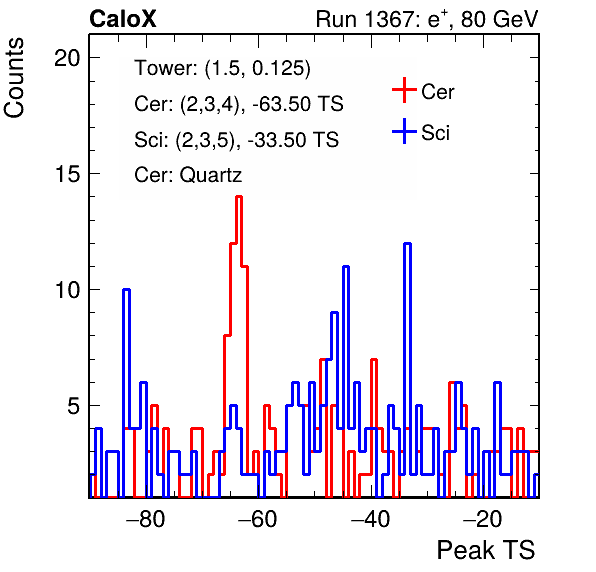 CaloX Run 1367: e⁺, 80 GeV
Counts
Tower: (1.5, 0.125)
Cer: (2,3,4), -63.50 TS
Sci: (2,3,5), -33.50 TS
Cer: Quartz
Cer
Sci
20
15
10
5
−80 −60 −40 −20
Peak TS